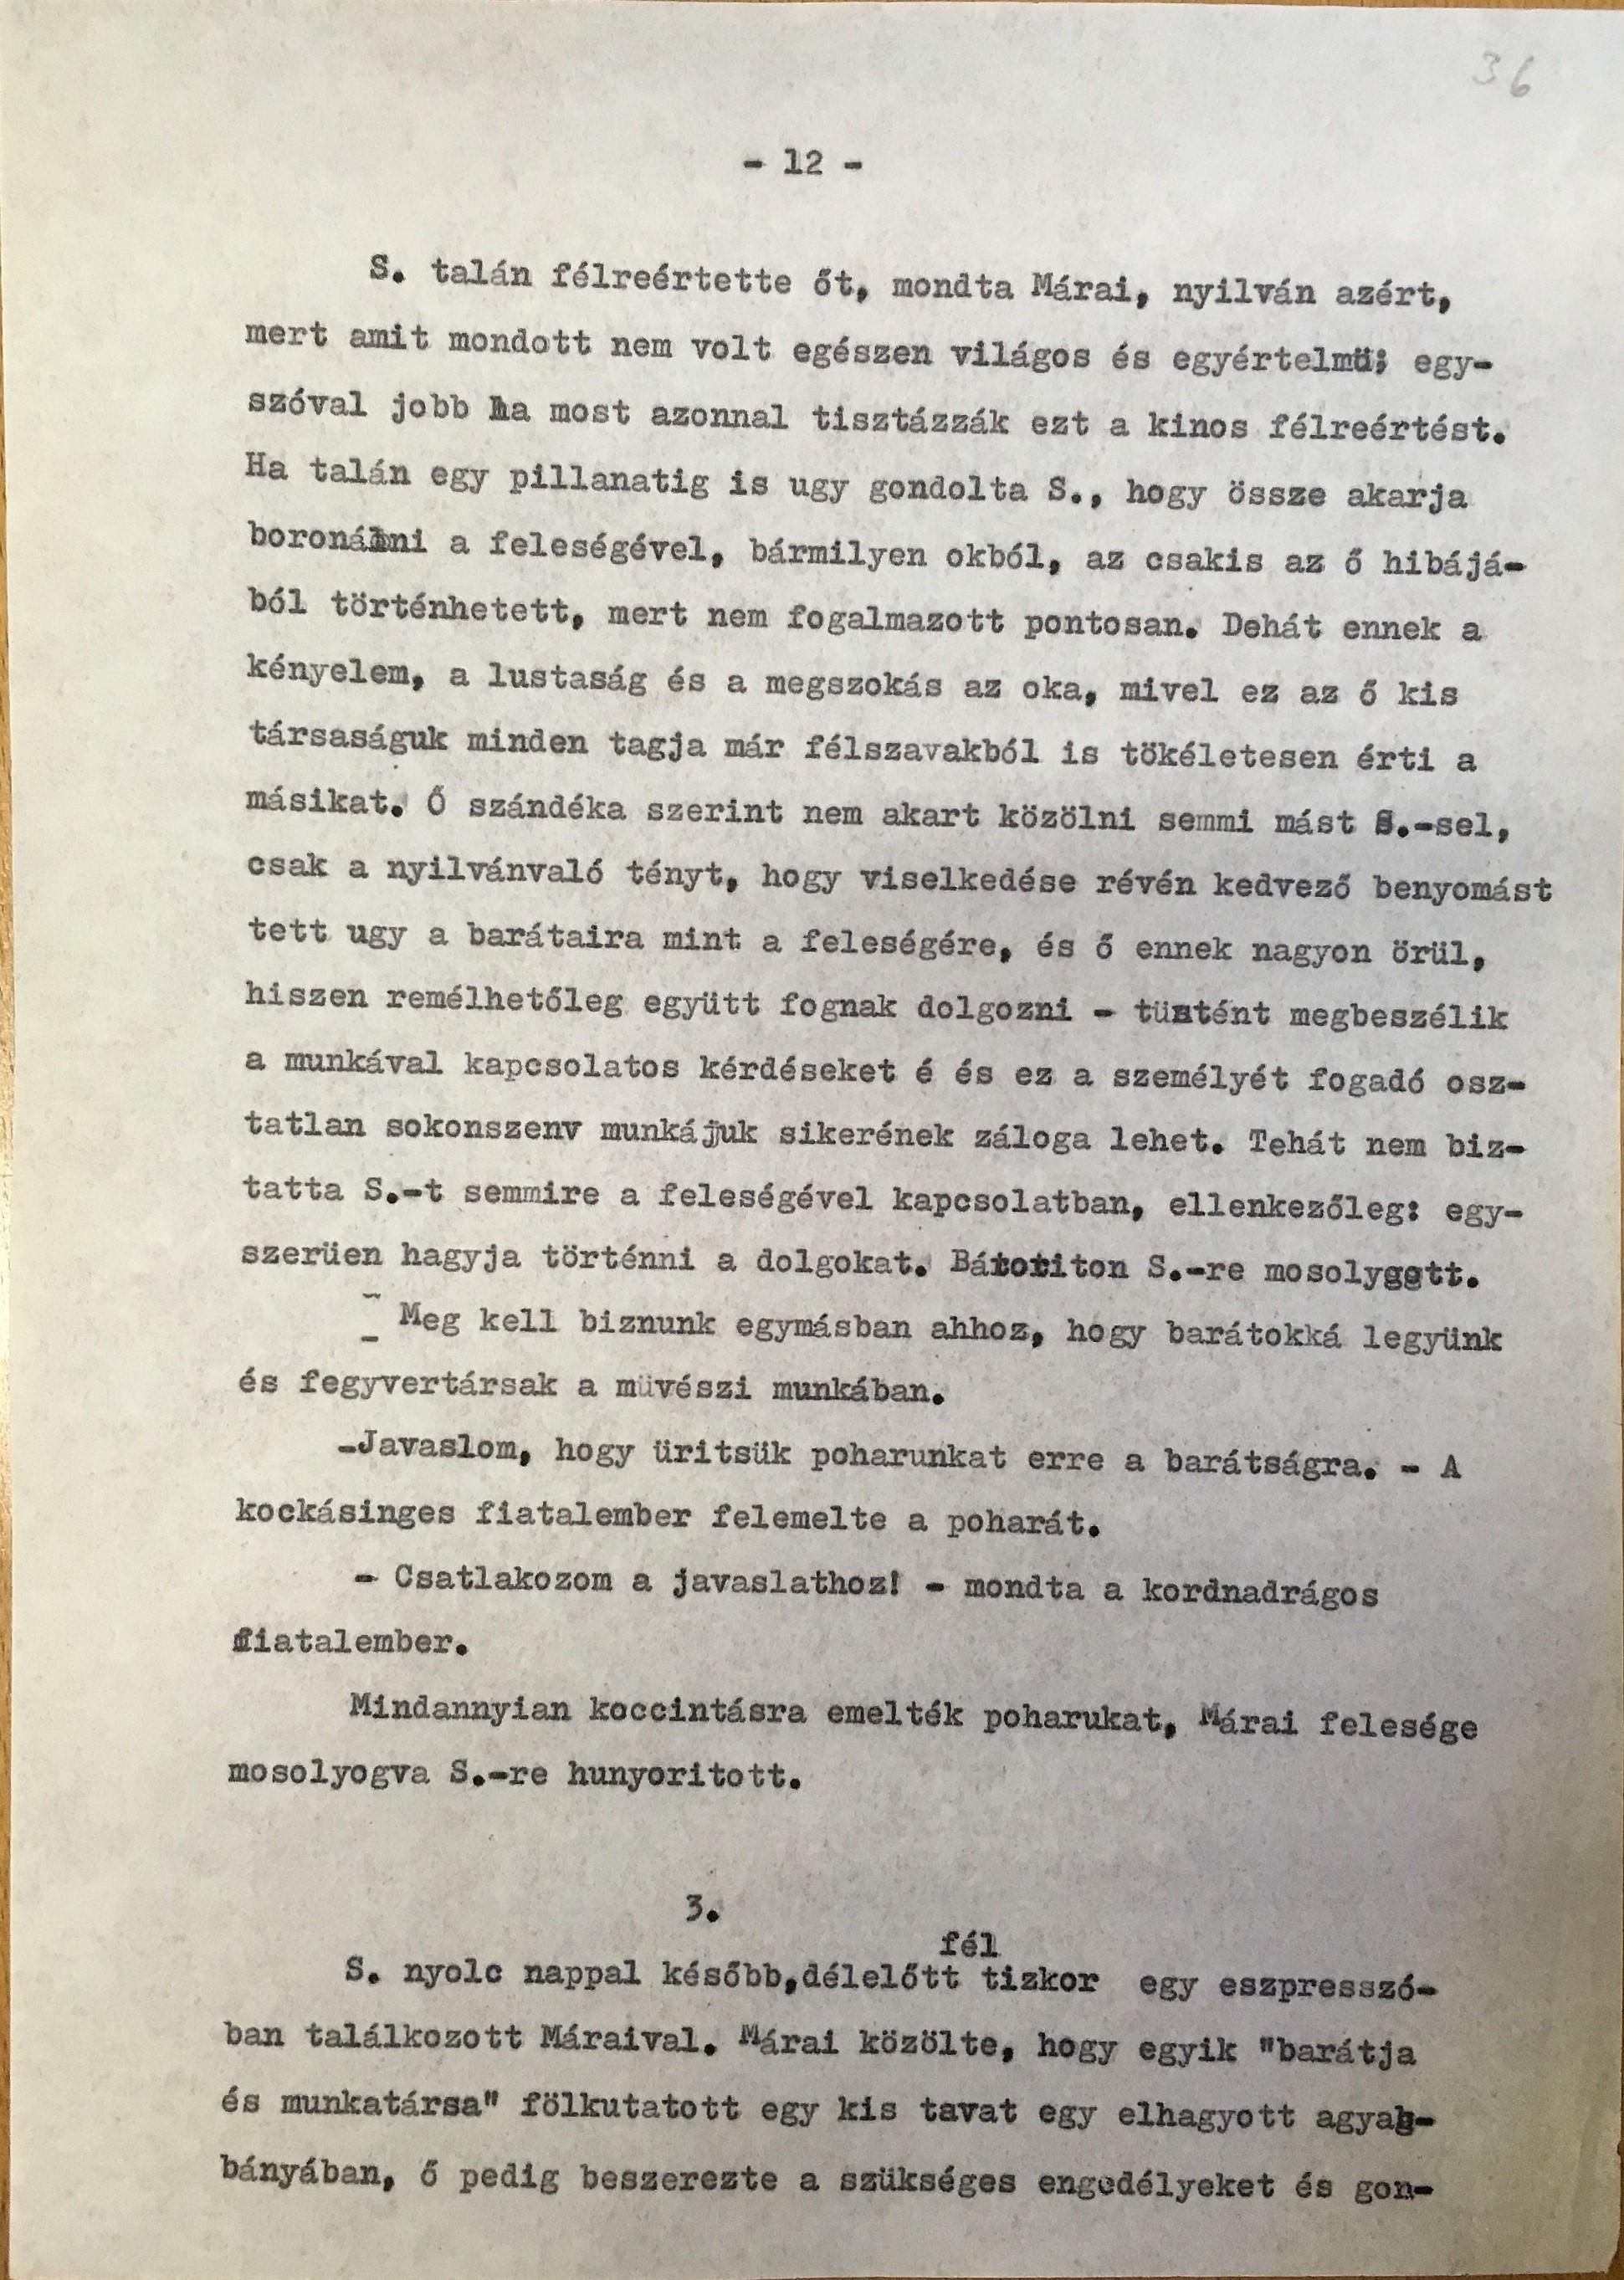 36
- 12 -
S. talán félreértette őt, mondta Márai, nyilván azért,
mert amit mondott nem volt egészen világos és egyértelmü; egy-
szóval jobb ha most azonnal tisztázzák ezt a kinos félreértést.
Ha talán egy pillanatig is ugy gondolta S., hogy össze akarja
boronálni a feleségével, bármilyen okból, az csakis az ő hibájá-
ból történhetett, mert nem fogalmazott pontosan. Dehát ennek a
kényelem, a lustaság és a megszokás az oka, mivel ez az ő kis
társaságuk minden tagja már félszavakból is tökéletesen érti a
másikat. Ő szándéka szerint nem akart közölni semmi mást S.-sel,
csak a nyilvánvaló tényt, hogy viselkedése révén kedvező benyomást
tett ugy a barátaira mint a feleségére, és ő ennek nagyon örül,
hiszen remélhetőleg együtt fognak dolgozni - tüstént megbeszélik
a munkával kapcsolatos kérdéseket é és ez a személyét fogadó osz-
tatlan sokonszenv munkájuk sikerének záloga lehet. Tehát nem biz-
tatta S.-t semmire a feleségével kapcsolatban, ellenkezőleg: egy-
szerüen hagyja történni a dolgokat. Bátoriton S.-re mosolygott.
- Meg kell biznunk egymásban ahhoz, hogy barátokká legyünk
és fegyvertársak a müvészi munkában.
-Javaslom, hogy üritsük poharunkat erre a barátságra. - A
kockásinges fiatalember felemelte a poharát.
- Csatlakozom a javaslathoz! - mondta a kordnadrágos
fiatalember.
Mindannyian koccintásra emelték poharukat, Márai felesége
mosolyogva S.-re hunyoritott.
3.
fél
S. nyolc nappal később,délelőtt tizkor egy eszpresszó-
ban találkozott Máraival. Márai közölte, hogy egyik "barátja
és munkatársa" fölkutatott egy kis tavat egy elhagyott agyag-
bányában, ő pedig beszerezte a szükséges engedélyeket és gon-